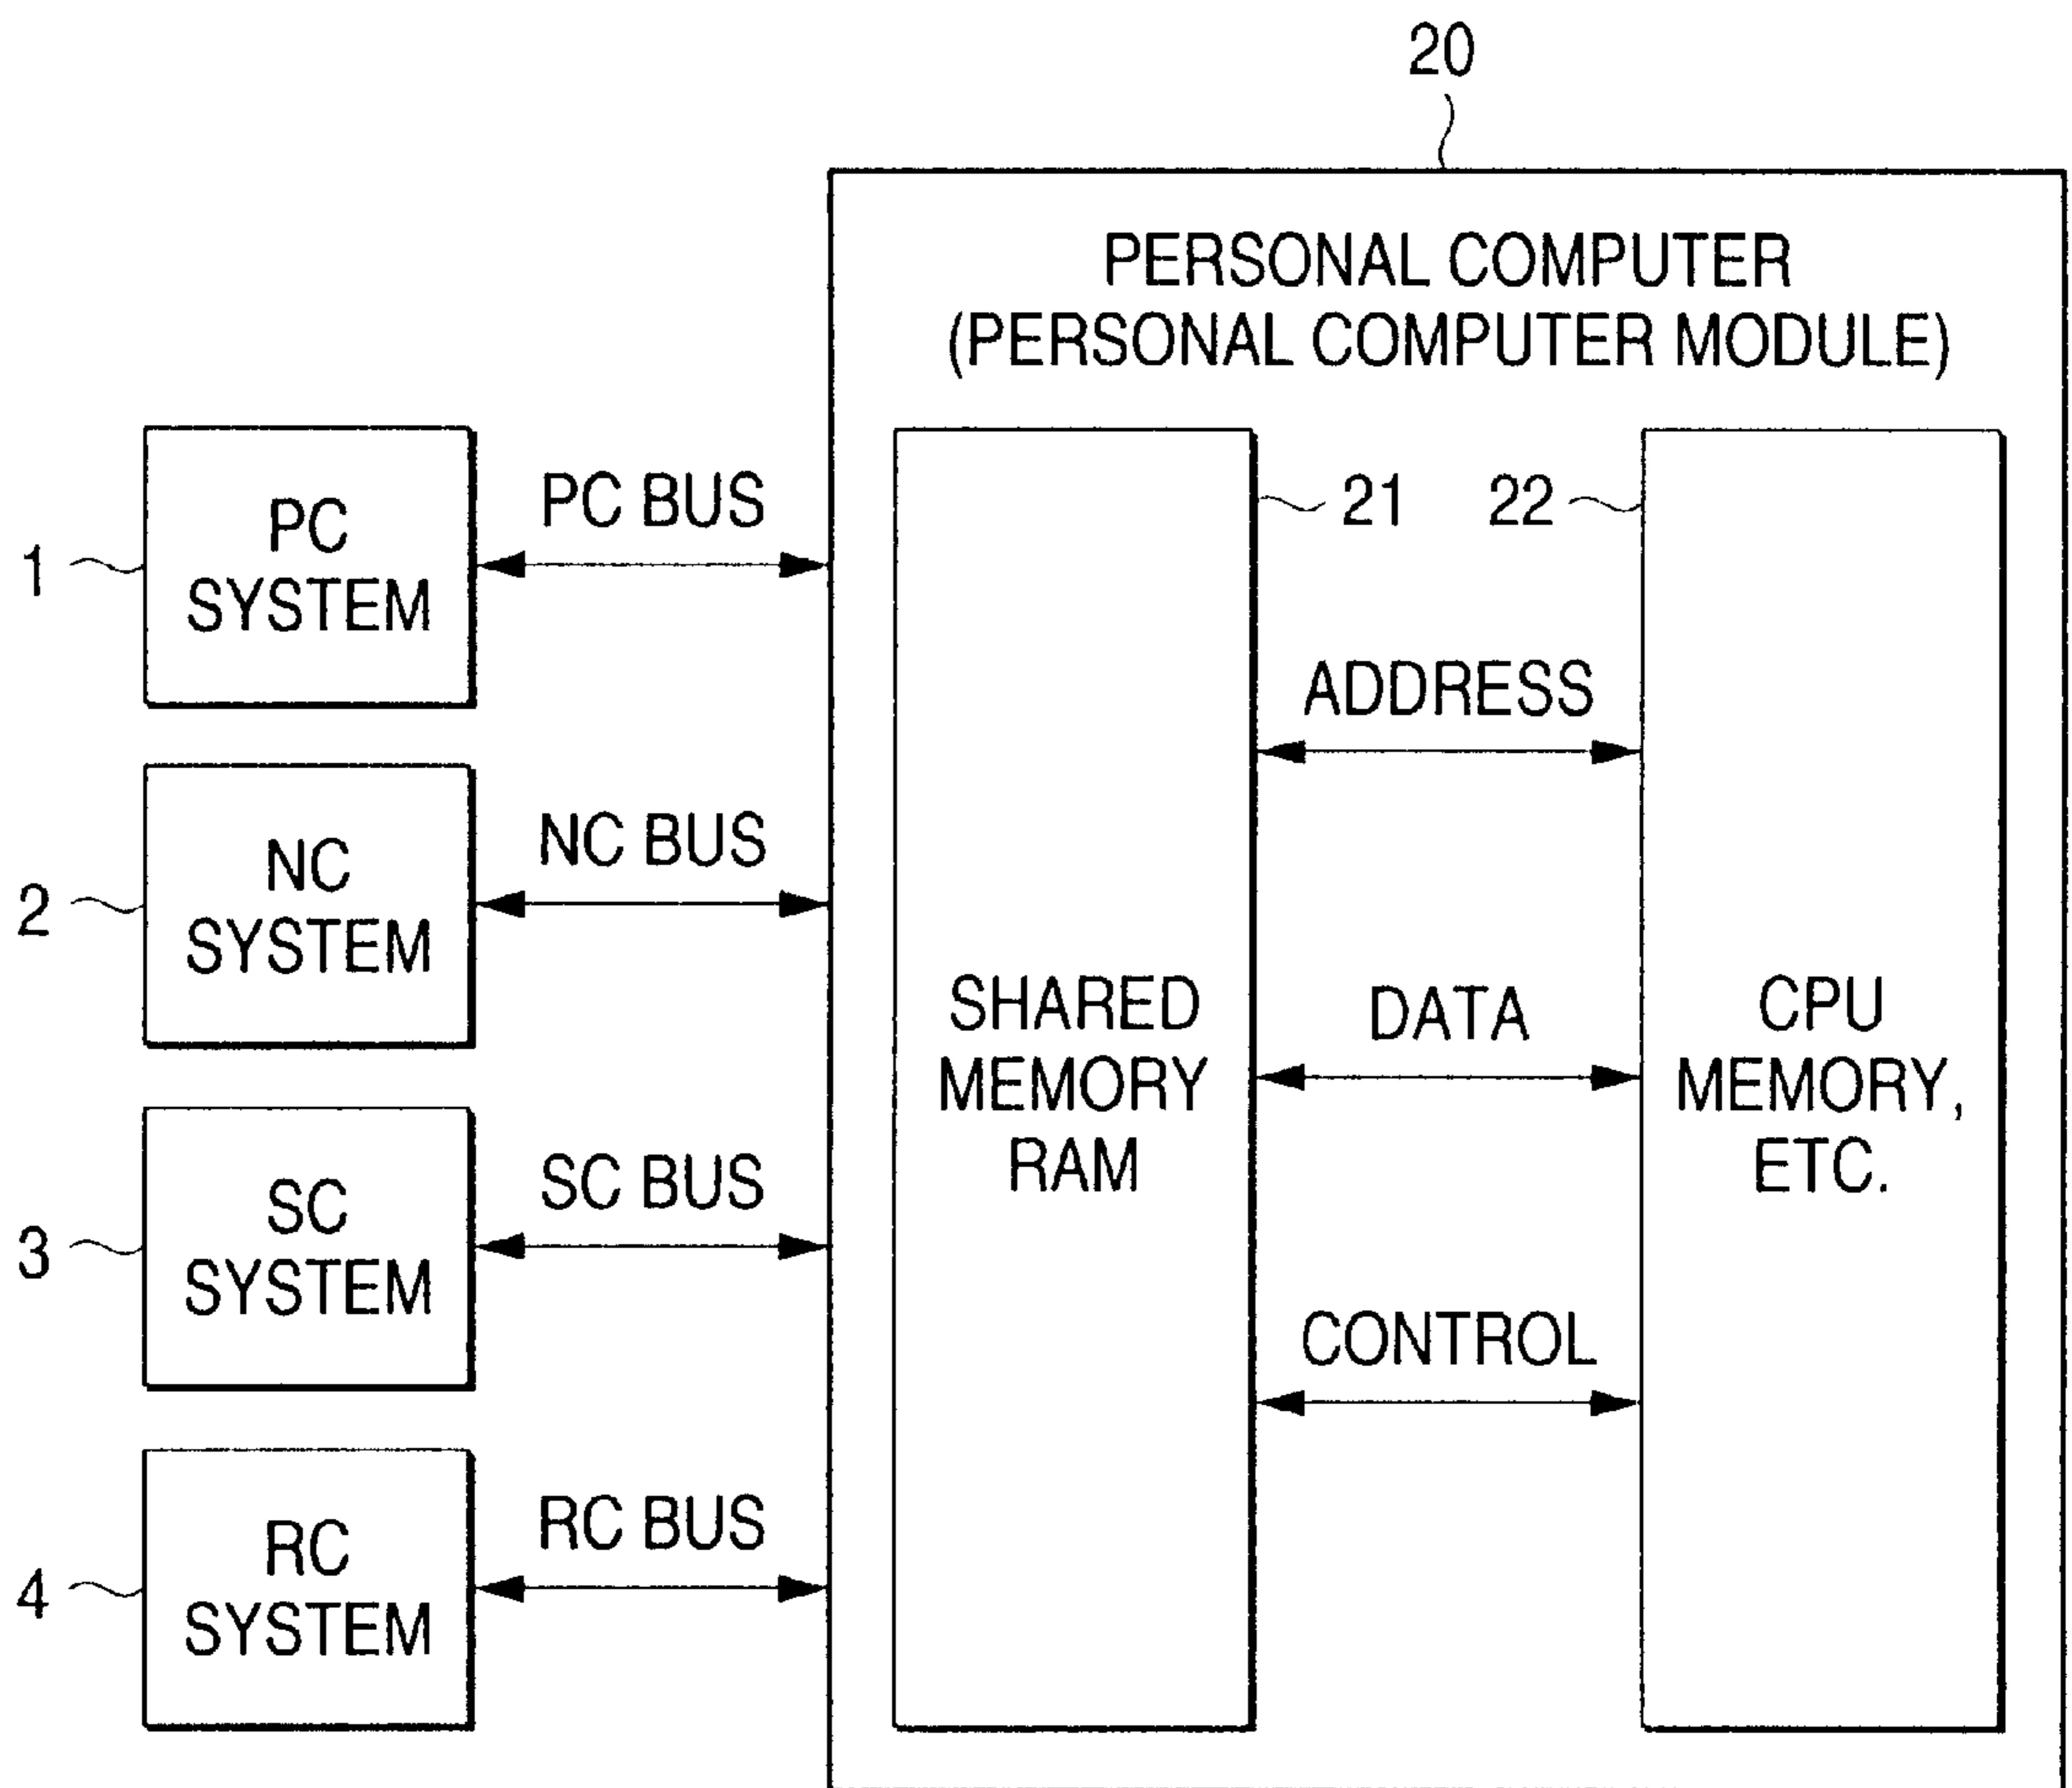 20
PERSONAL COMPUTER
(PERSONAL COMPUTER MODULE)
1
PC
SYSTEM
PC BUS
2
NC
SYSTEM
NC BUS
3
SC
SYSTEM
SC BUS
4
RC
SYSTEM
RC BUS
21
SHARED
MEMORY
RAM
ADDRESS
DATA
CONTROL
22
CPU
MEMORY,
ETC.